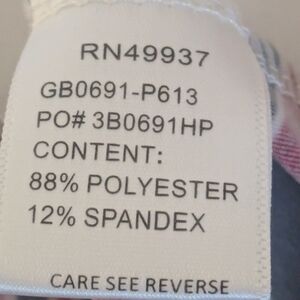 RN49937
GB0691-P613
PO# 3B0691HP
CONTENT:
88% POLYESTER
12% SPANDEX
CARE SEE REVERSE